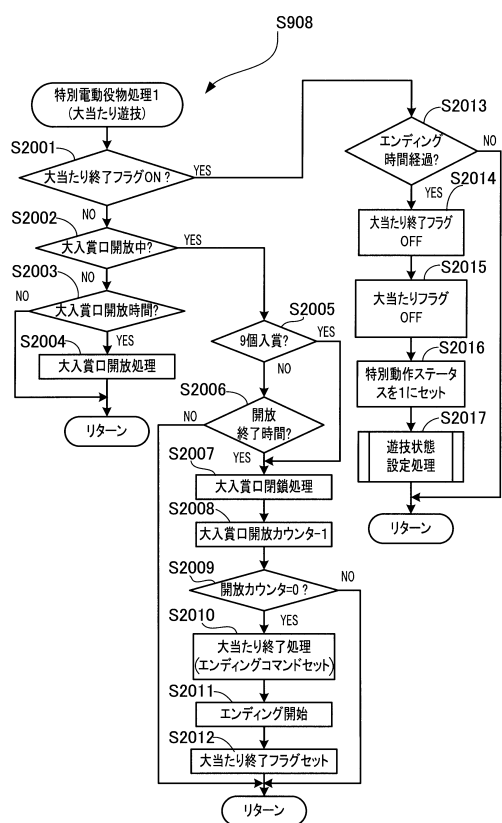 S908
特別電動役物処理1
(大当たり遊技)
S2001
大当たり終了フラグON？
YES
NO
S2002
大入賞口開放中?
YES
NO
S2003
大入賞口開放時間?
NO
YES
S2004
大入賞口開放処理
リターン
S2005
9個入賞?
YES
NO
S2006
開放
終了時間?
NO
YES
S2007
大入賞口閉鎖処理
S2008
大入賞口開放カウンタ-1
S2009
開放カウンタ=0？
NO
YES
S2010
大当たり終了処理
(エンディングコマンドセット)
S2011
エンディング開始
S2012
大当たり終了フラグセット
リターン
S2013
エンディング
時間経過?
NO
YES
S2014
大当たり終了フラグ
OFF
S2015
大当たりフラグ
OFF
S2016
特別動作ステータ
スを1にセット
S2017
遊技状態
設定処理
リターン